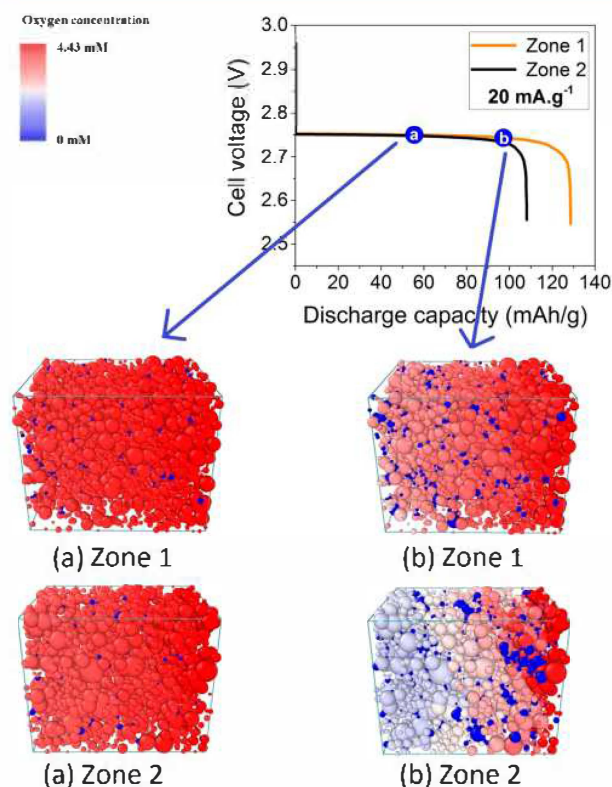 Oxygen concentration
4.43 mM
0 mM
3.0
2.9
2.8
2.7
2.6
2.5
Cell voltage (V)
Zone 1
Zone 2
20 mA.g⁻¹
a
b
0 20 40 60 80 100 120 140
Discharge capacity (mAh/g)
(a) Zone 1
(b) Zone 1
(a) Zone 2
(b) Zone 2